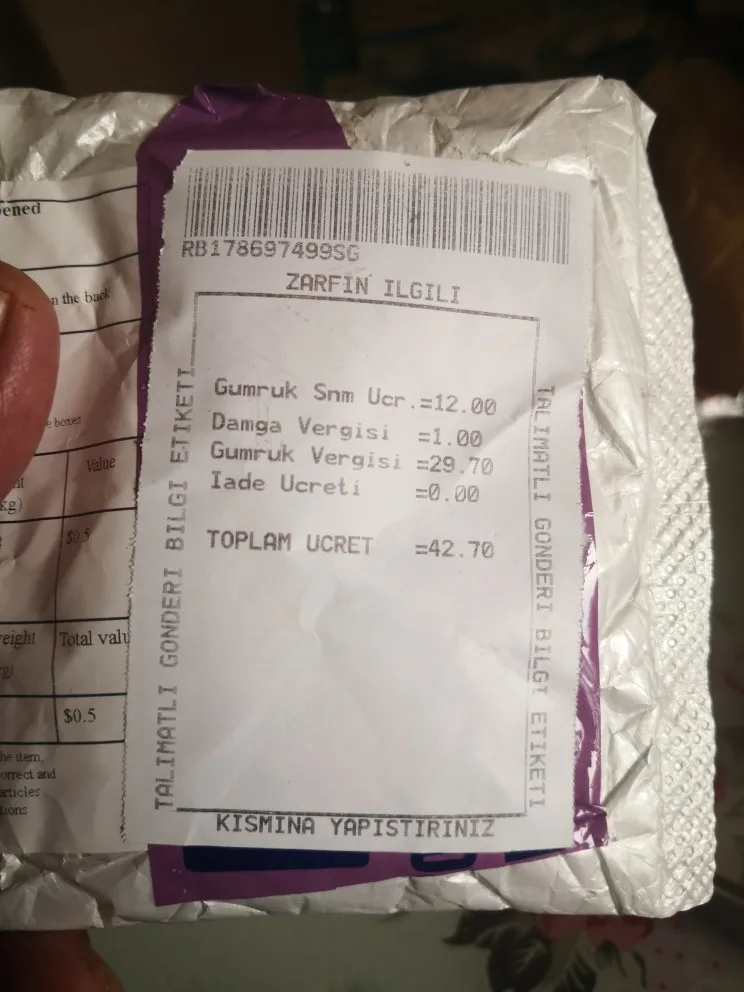 RB178697499SG
ZARFIN ILGILI
TALIMATLI GONDERI BILGI ETIKETI
Gumruk Snm Ucr.=12.00
Damga Vergisi =1.00
Gumruk Vergisi =29.70
Iade Ucreti =0.00
TOPLAM UCRET =42.70
TALIMATLI GONDERI BILGI ETIKETI
KISMINA YAPISTIRINIZ
ened
n the back
e boxes
Value
kg)
$0.5
eight
Total valu
$0.5
he item,
orrect and
articles
tions